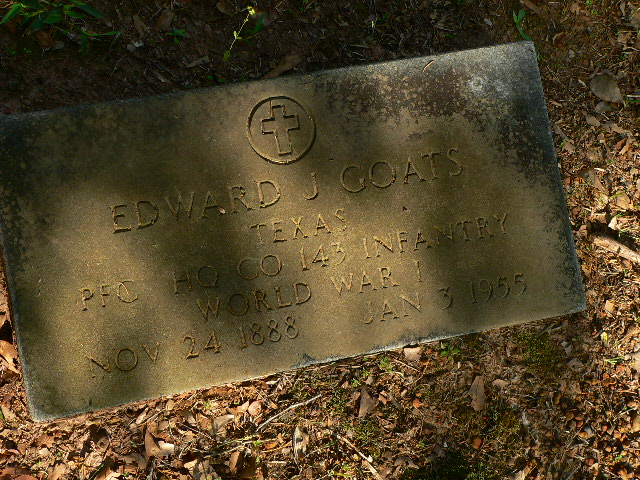 EDWARD J GOATS
TEXAS
PFC HQ CO 143 INFANTRY
WORLD WAR I
NOV 24 1888 JAN 3 1955